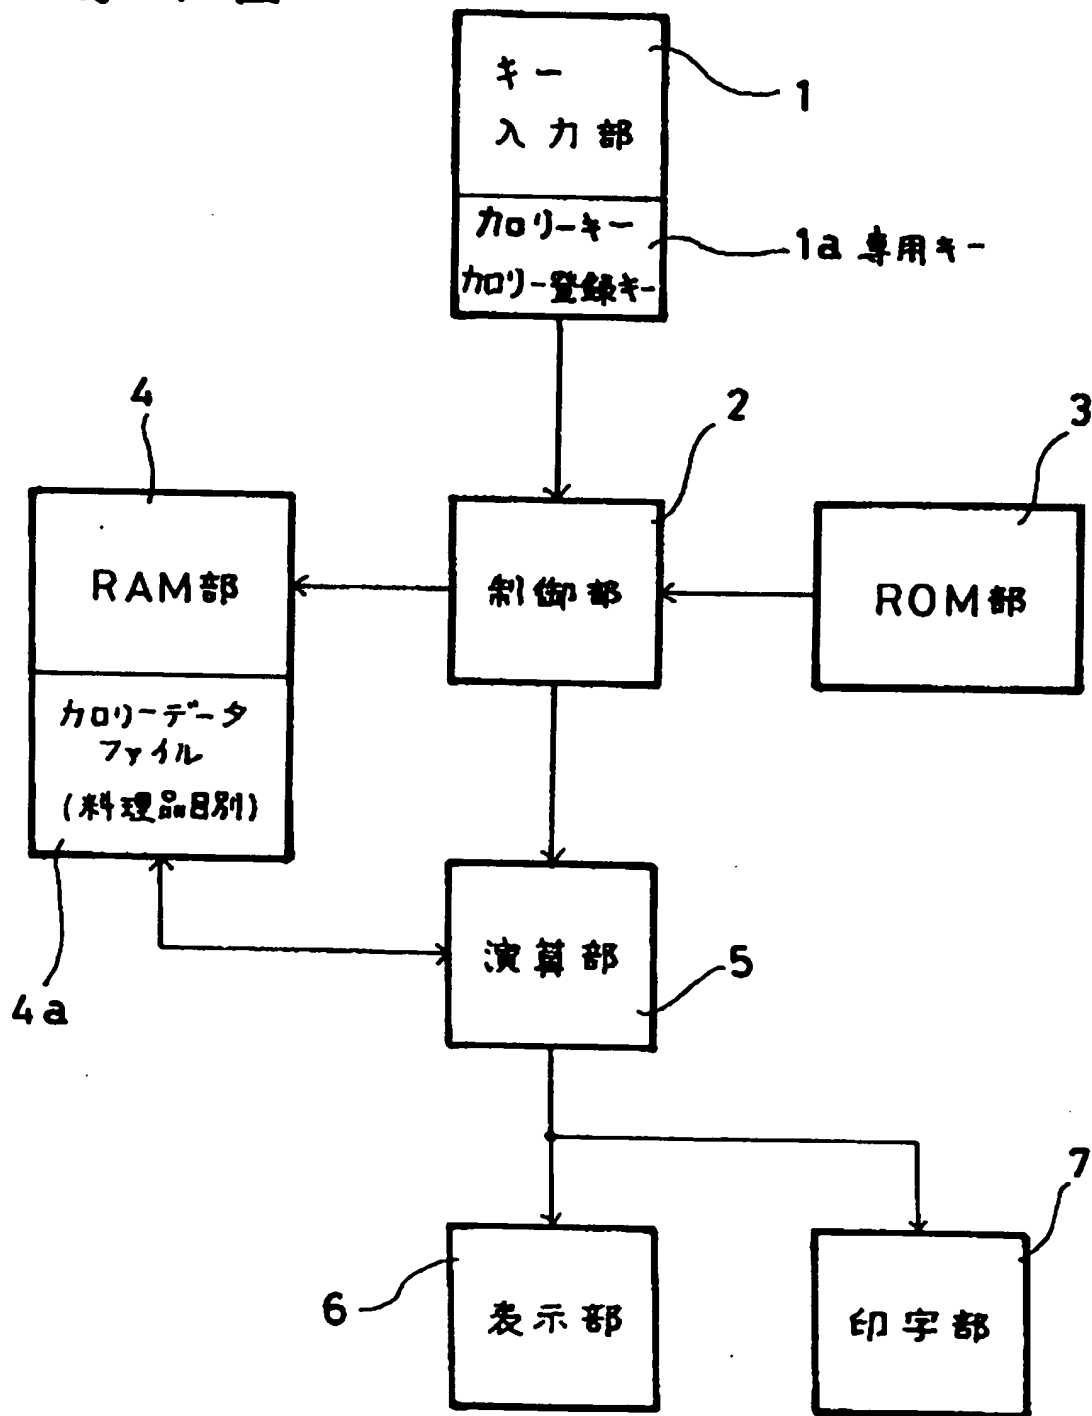 キー
入力部
1
カロリーキー
カロリー登録キー
1a 専用キー
4
2
3
RAM部
制御部
ROM部
カロリーデータ
ファイル
(料理品目別)
4a
演算部
5
7
6
表示部
印字部